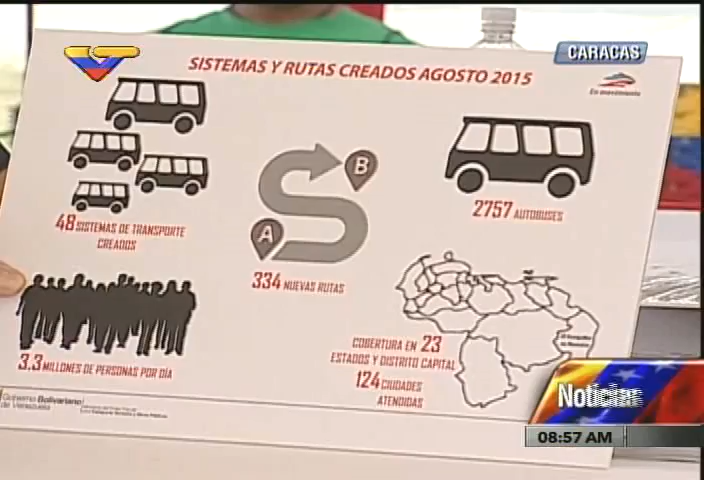 CARACAS
SISTEMAS Y RUTAS CREADOS AGOSTO 2015
En movimiento
B
A
48 SISTEMAS DE TRANSPORTE
CREADOS
334 NUEVAS RUTAS
2757 AUTOBUSES
3.3 MILLONES DE PERSONAS POR DÍA
COBERTURA EN 23
ESTADOS Y DISTRITO CAPITAL
124 CIUDADES
ATENDIDAS
Gobierno Bolivariano
de Venezuela
Noticias
08:57 AM